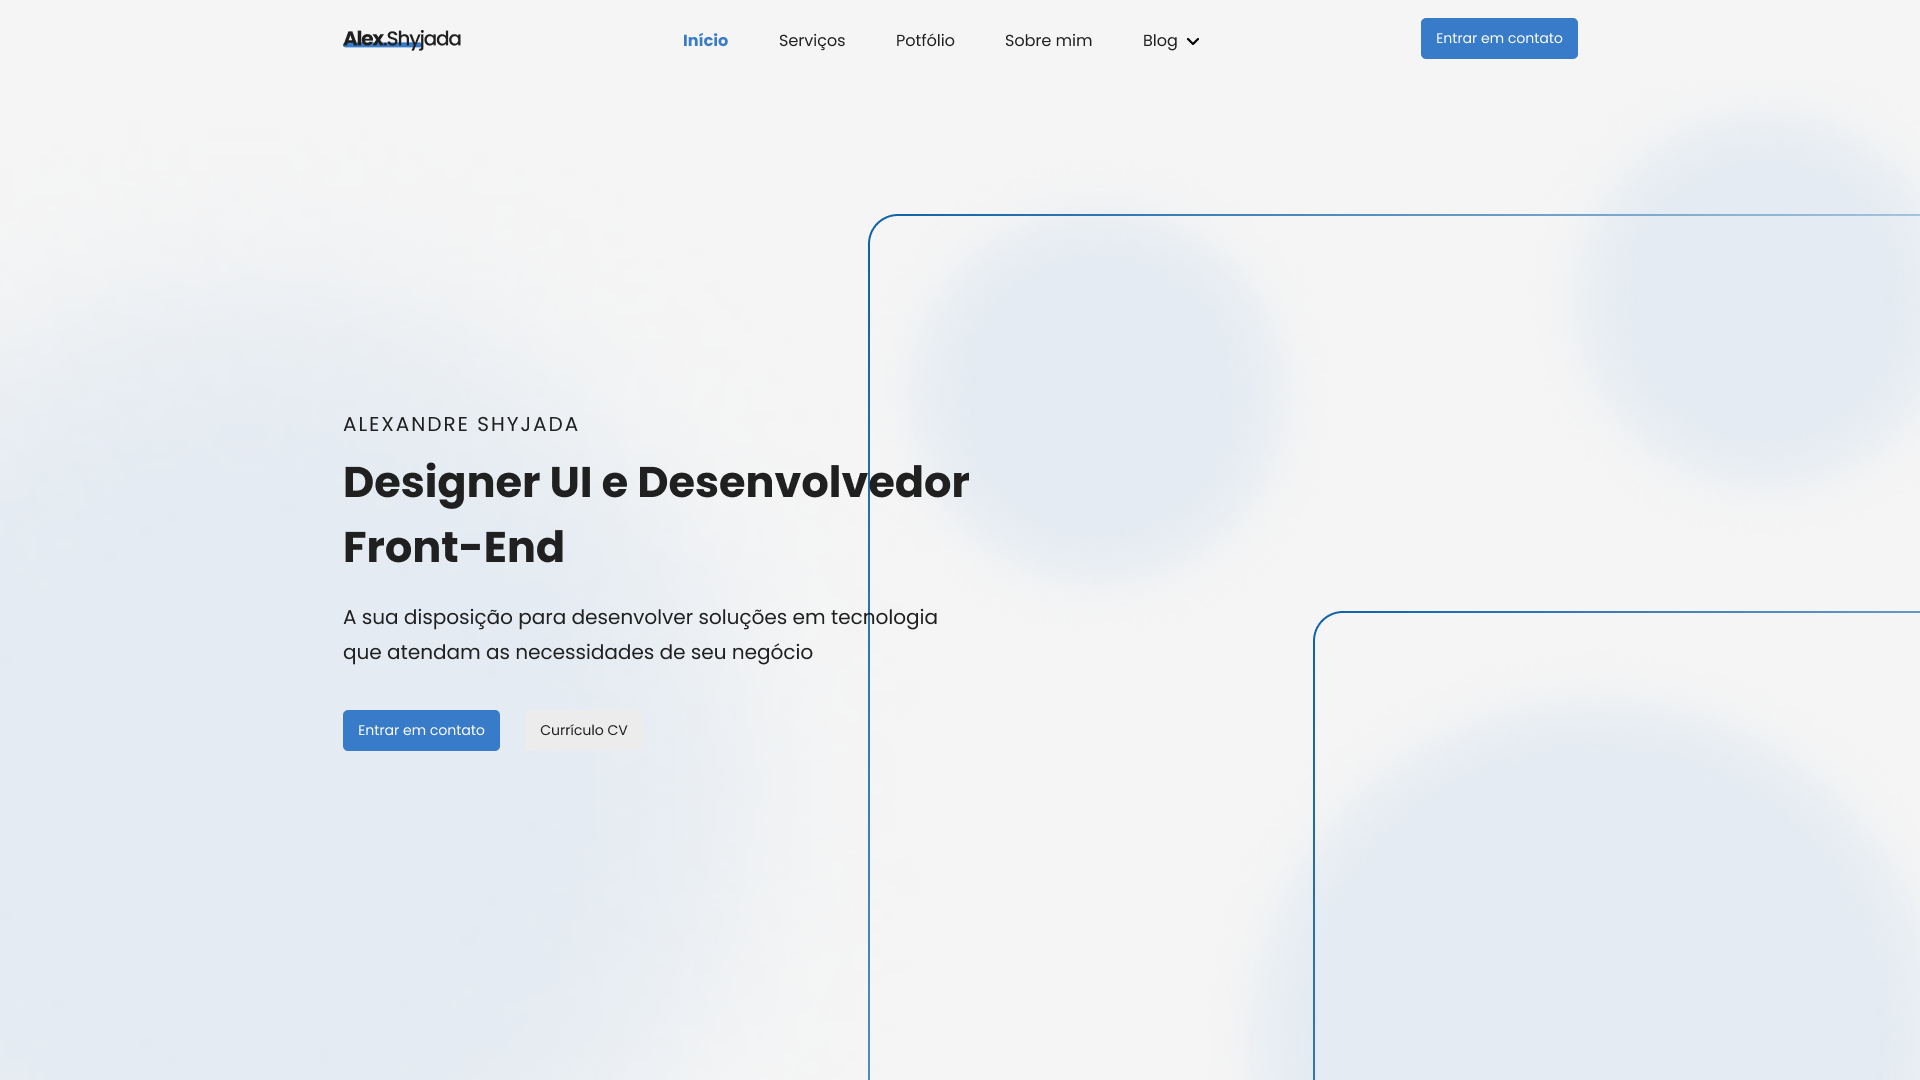 Alex.Shyjada
Início
Serviços
Potfólio
Sobre mim
Blog
Entrar em contato
ALEXANDRE SHYJADA
Designer UI e Desenvolvedor
Front-End
A sua disposição para desenvolver soluções em tecnologia
que atendam as necessidades de seu negócio
Entrar em contato
Currículo CV